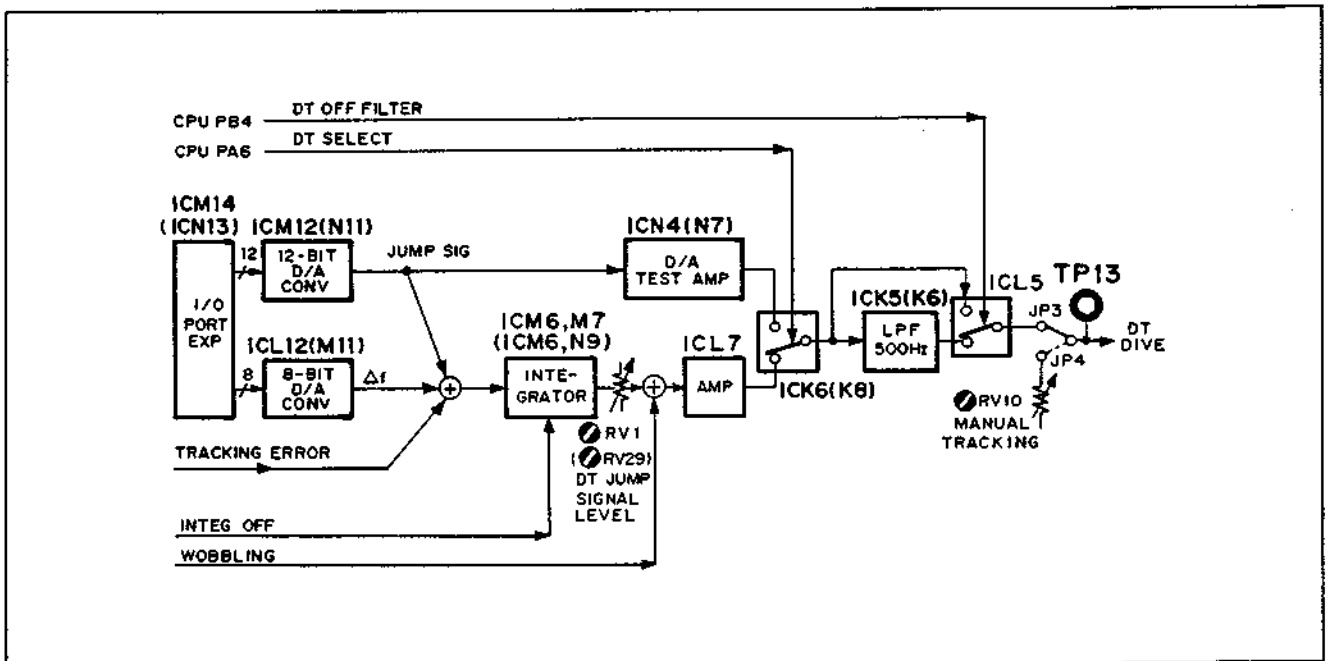 CPU PB4
DT OFF FILTER
CPU PA6
DT SELECT
ICM14
(ICN13)
I/O
PORT
EXP
12
ICM12(N11)
12-BIT
D/A
CONV
JUMP SIG
ICN4(N7)
D/A
TEST AMP
8
ICL12(M11)
8-BIT
D/A
CONV
Δf
ICM6,M7
(ICM6,N9)
INTE-
GRATOR
RV1
(RV29)
DT JUMP
SIGNAL
LEVEL
ICL7
AMP
ICK6(K8)
ICK5(K6)
LPF
500Hz
ICL5
TP13
JP3
JP4
DT
DIVE
RV10
MANUAL
TRACKING
TRACKING ERROR
INTEG OFF
WOBBLING